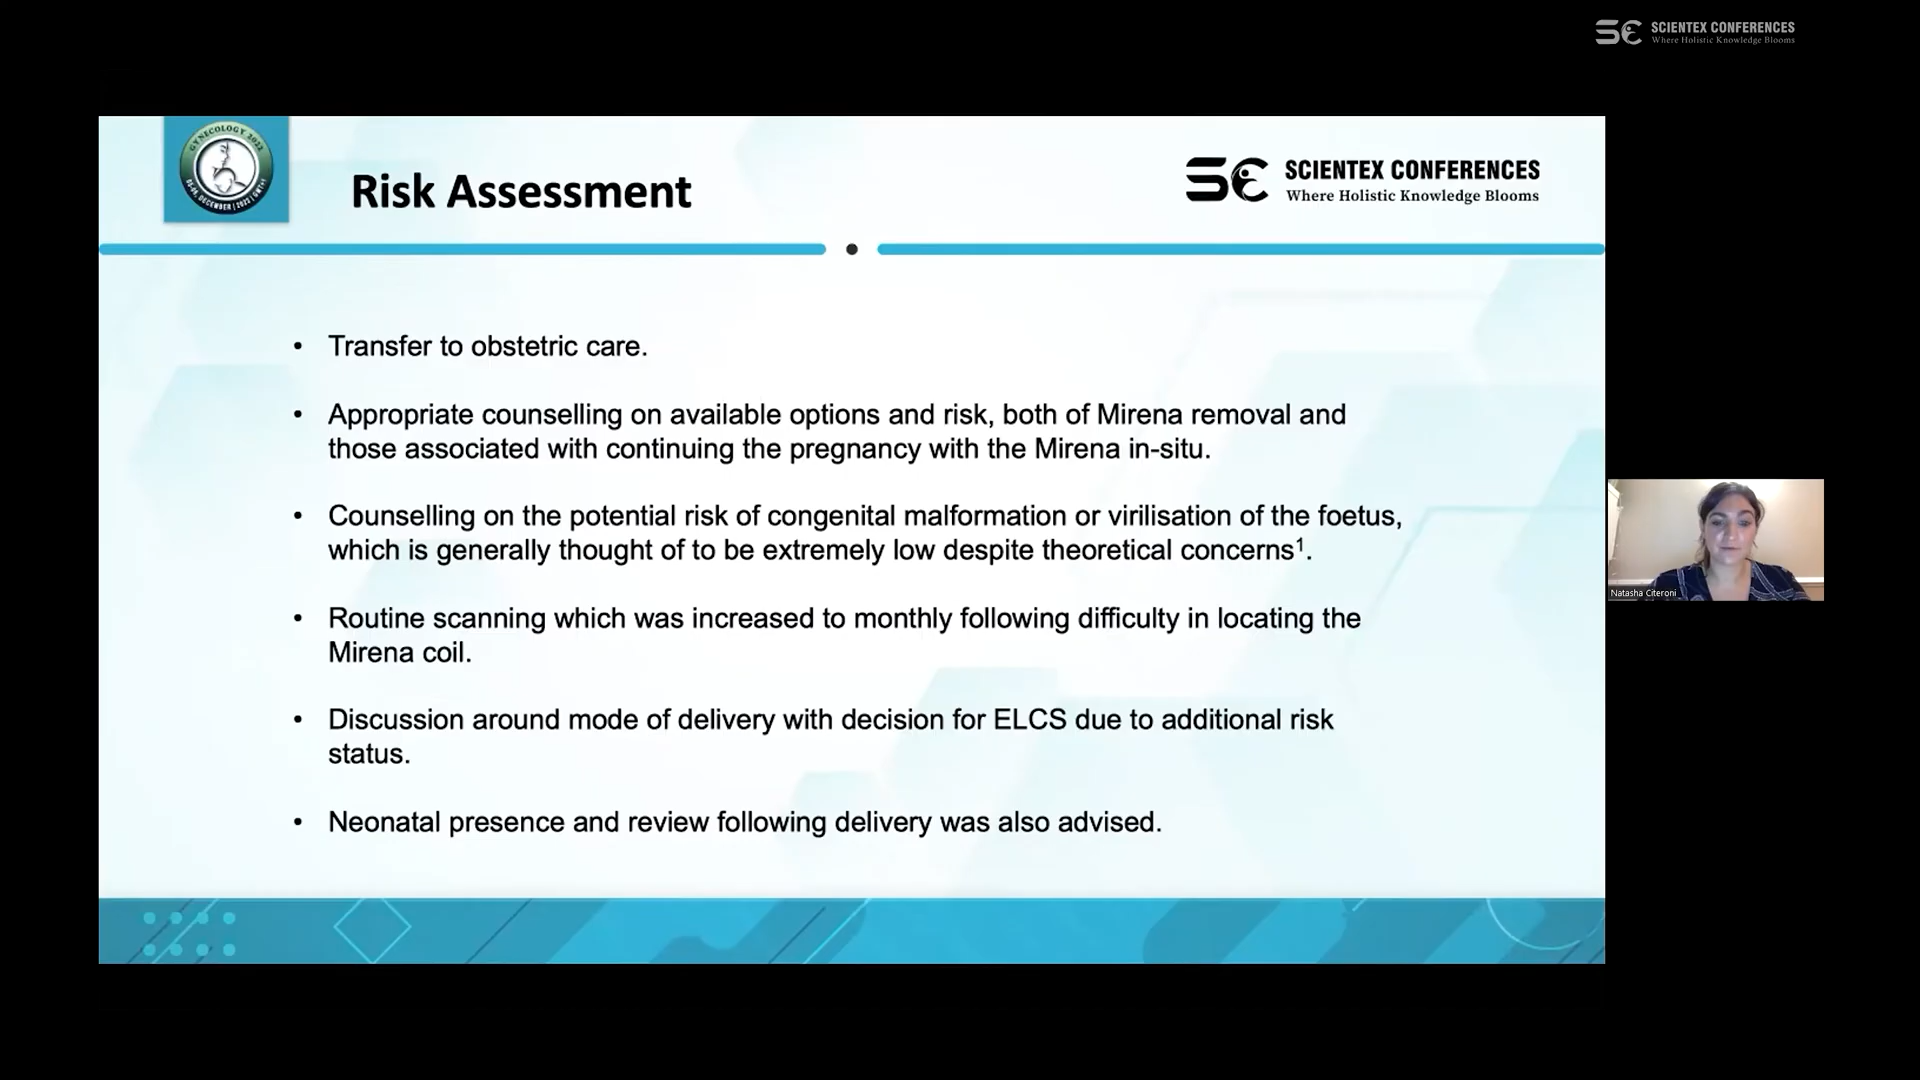 SCIENTEX CONFERENCES
Where Holistic Knowledge Blooms
GYNECOLOGY
DECEMBER
Risk Assessment
SCIENTEX CONFERENCES
Where Holistic Knowledge Blooms
• Transfer to obstetric care.
• Appropriate counselling on available options and risk, both of Mirena removal and
those associated with continuing the pregnancy with the Mirena in-situ.
• Counselling on the potential risk of congenital malformation or virilisation of the foetus,
which is generally thought of to be extremely low despite theoretical concerns¹.
• Routine scanning which was increased to monthly following difficulty in locating the
Mirena coil.
• Discussion around mode of delivery with decision for ELCS due to additional risk
status.
• Neonatal presence and review following delivery was also advised.
Natasha Citeroni